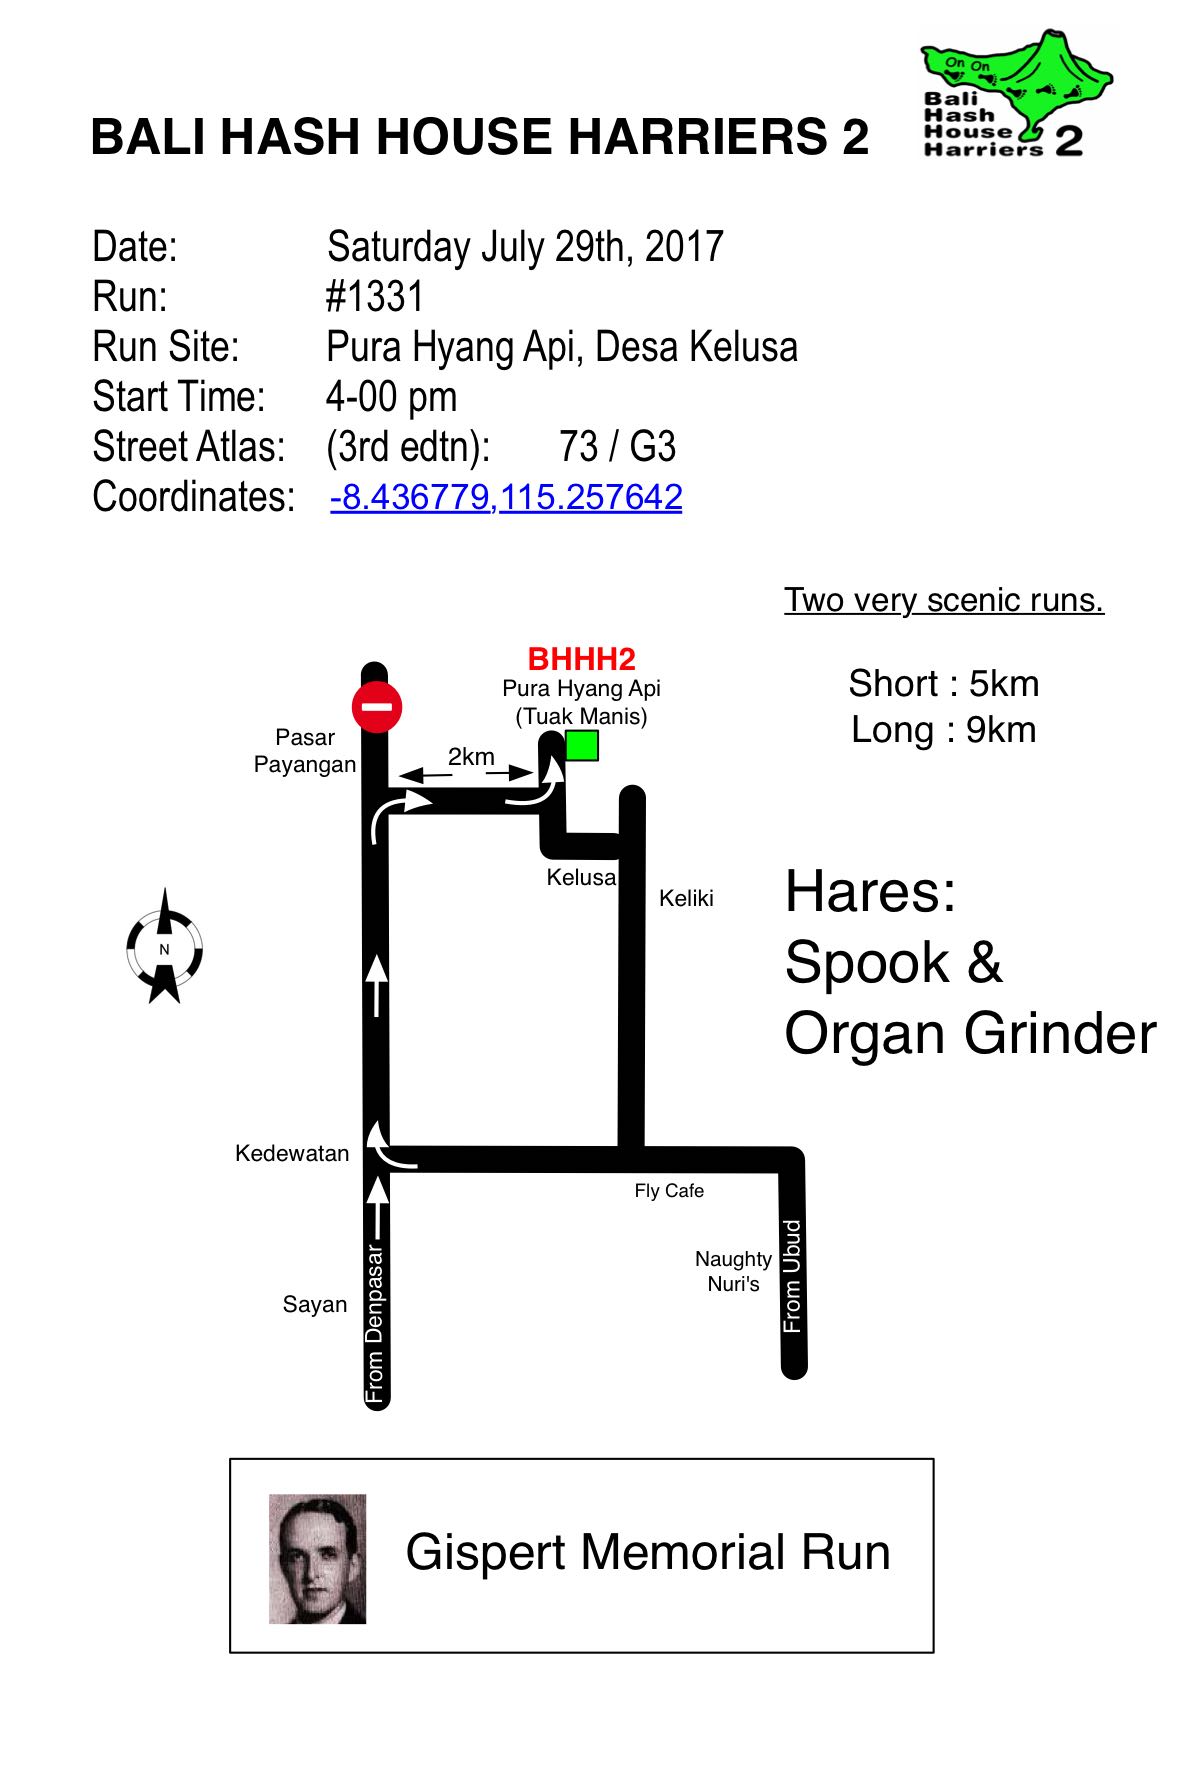 On On
Bali
Hash
House
Harriers 2
BALI HASH HOUSE HARRIERS 2
Date: Saturday July 29th, 2017
Run: #1331
Run Site: Pura Hyang Api, Desa Kelusa
Start Time: 4-00 pm
Street Atlas: (3rd edtn): 73 / G3
Coordinates: -8.436779,115.257642
Two very scenic runs.
Short : 5km
Long : 9km
BHHH2
Pura Hyang Api
(Tuak Manis)
Pasar
Payangan
2km
Kelusa
Keliki
Hares:
Spook &
Organ Grinder
N
Kedewatan
Fly Cafe
Naughty
Nuri's
From Ubud
Sayan
From Denpasar
Gispert Memorial Run